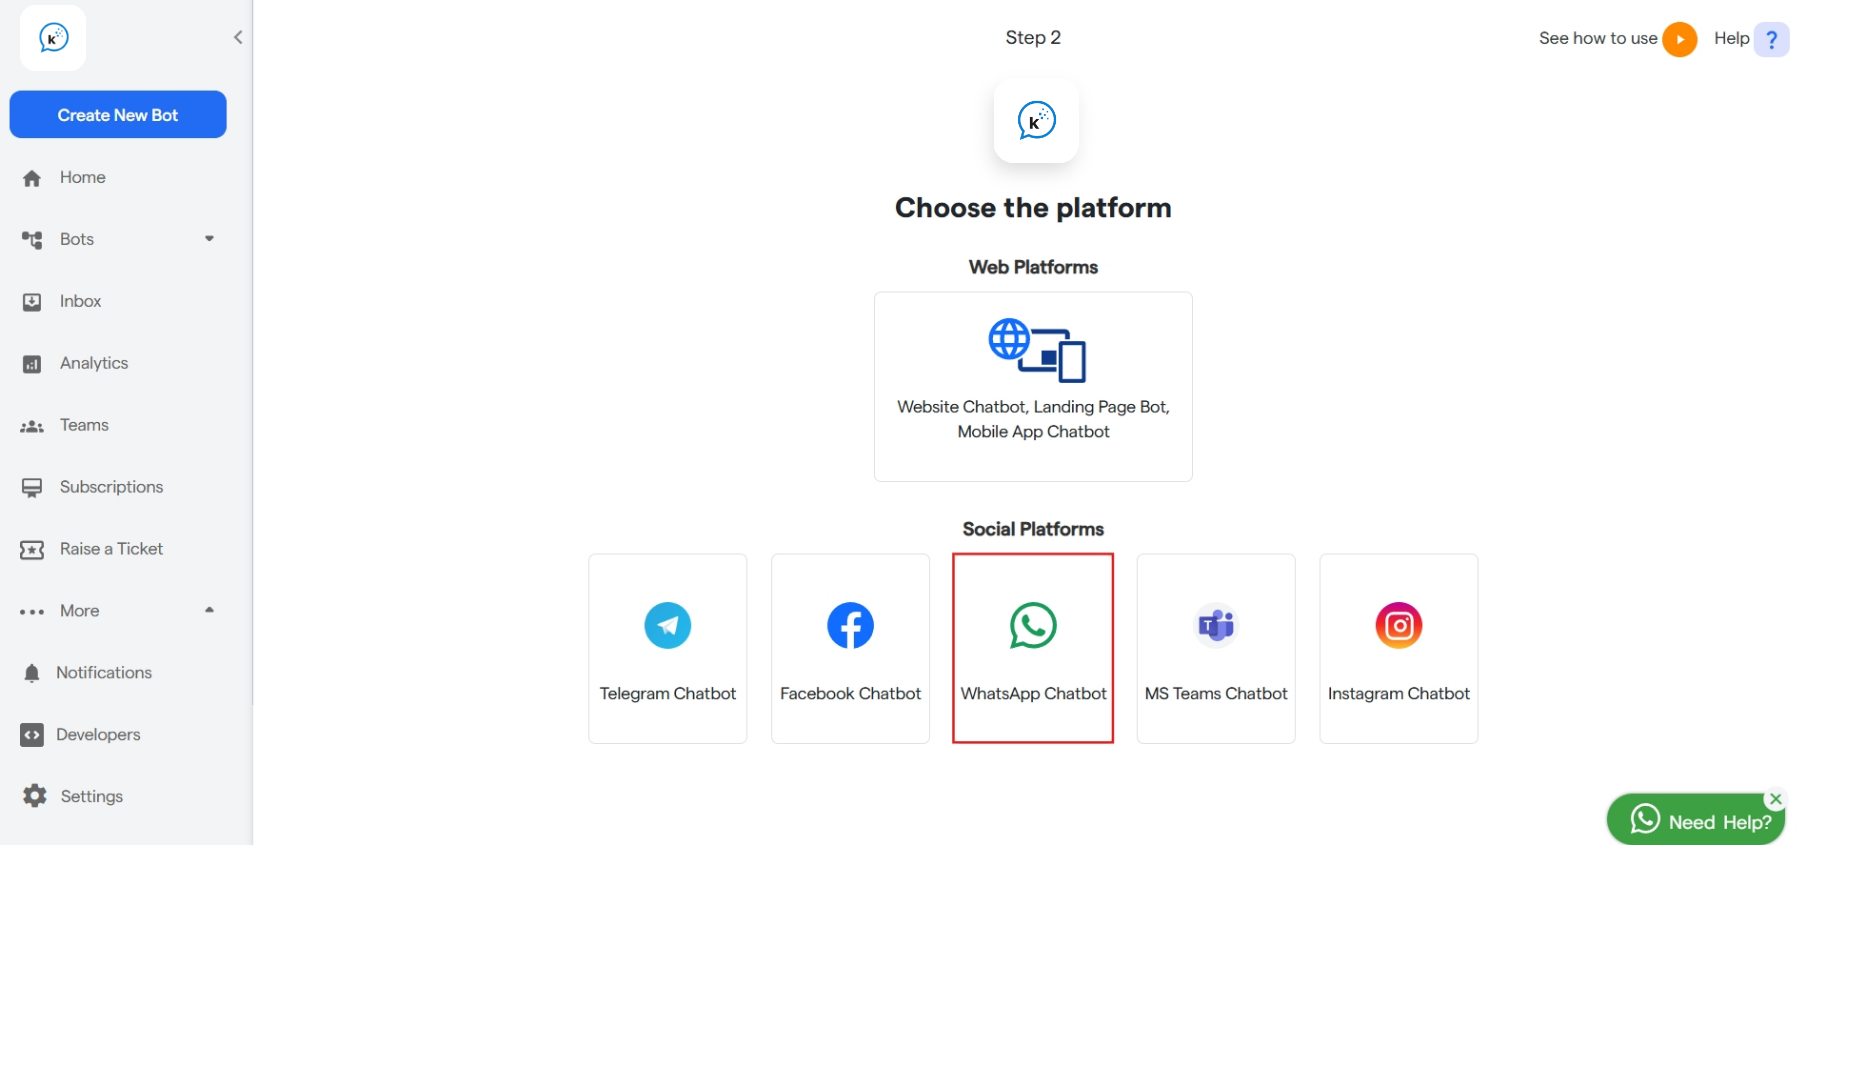 k
Step 2
See how to use
Help ?
Create New Bot
k
Home
Choose the platform
Bots
Web Platforms
Inbox
Analytics
Website Chatbot, Landing Page Bot,
Mobile App Chatbot
Teams
Subscriptions
Social Platforms
Raise a Ticket
More
T
Telegram Chatbot
Facebook Chatbot
WhatsApp Chatbot
MS Teams Chatbot
Instagram Chatbot
Notifications
Developers
Settings
Need Help?